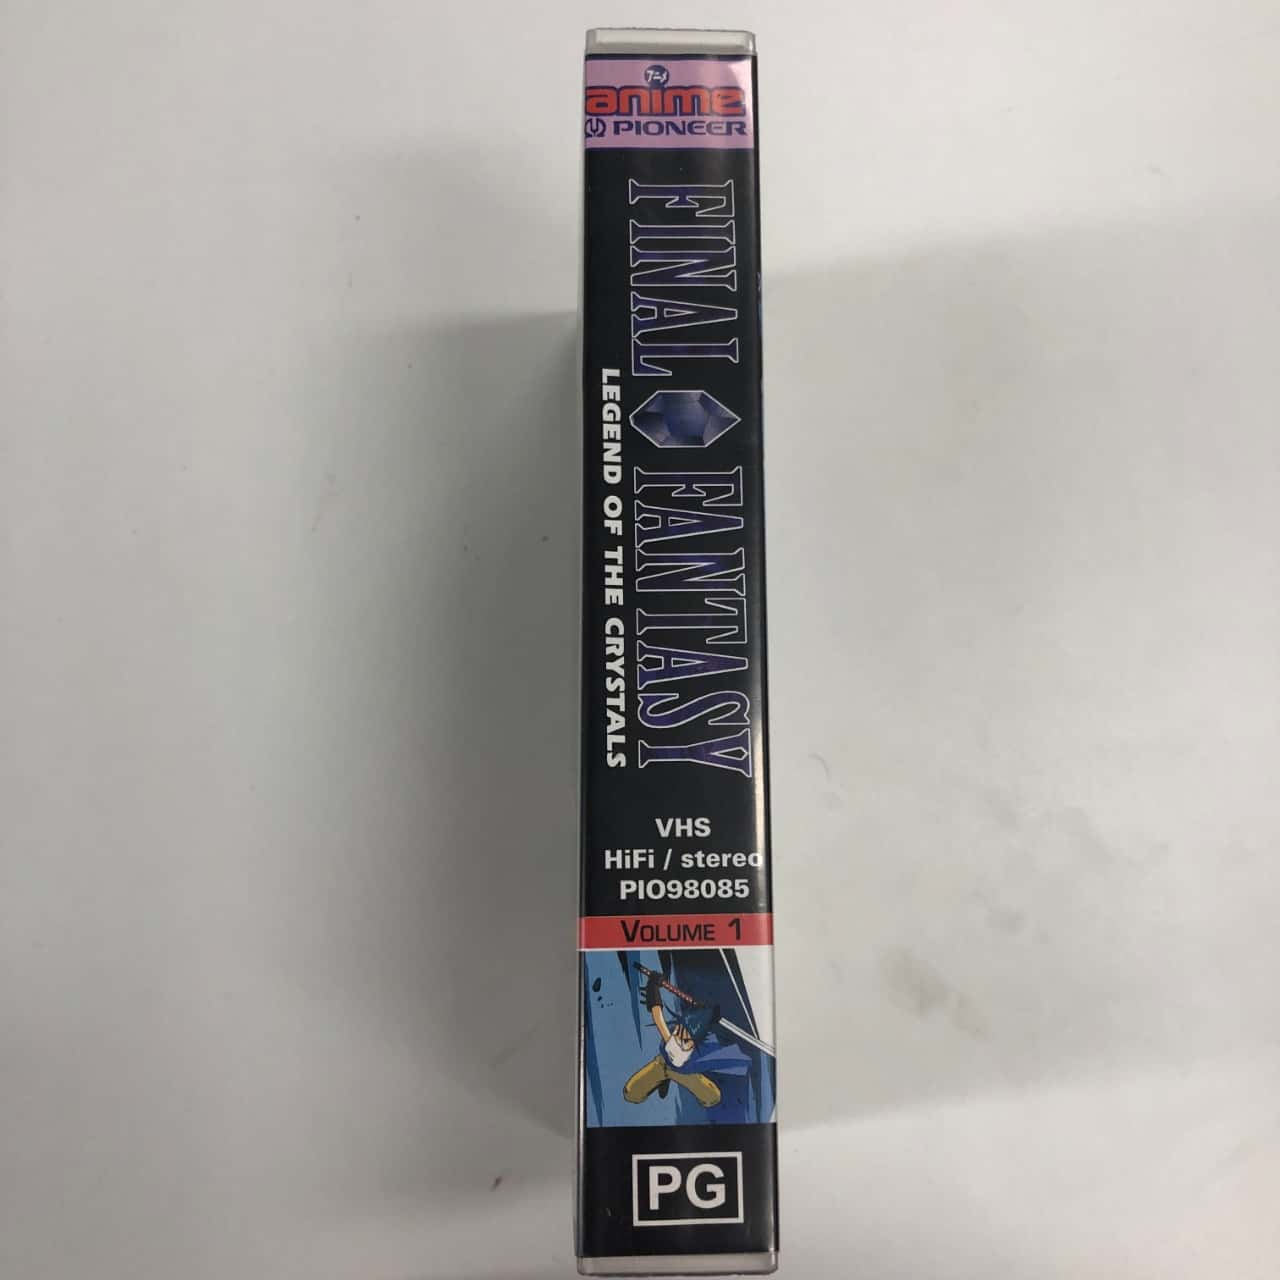 アニメ
anime
PIONEER
FINAL FANTASY
LEGEND OF THE CRYSTALS
VHS
HiFi / stereo
PIO98085
VOLUME 1
PG